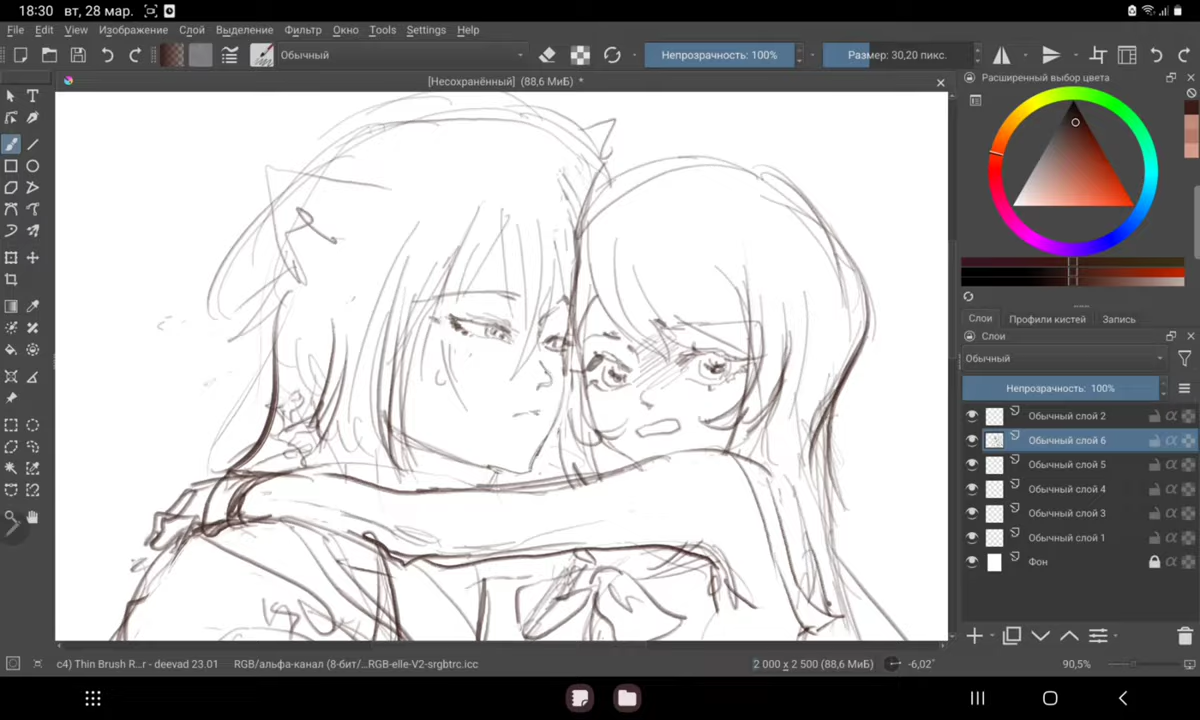 18:30 вт, 28 мар.
File Edit View Изображение Слой Выделение Фильтр Окно Tools Settings Help
Обычный Непрозрачность: 100% Размер: 30,20 пикс.
[Несохранённый] (88,6 МиБ) *
Расширенный выбор цвета
Слои Профили кистей Запись
Слои
Обычный
Непрозрачность: 100%
Обычный слой 2
Обычный слой 6
Обычный слой 5
Обычный слой 4
Обычный слой 3
Обычный слой 1
Фон
c4) Thin Brush R...r - deevad 23.01 RGB/альфа-канал (8-бит/...RGB-elle-V2-srgbtrc.icc 2 000 x 2 500 (88,6 МиБ) -6,02° 90,5%